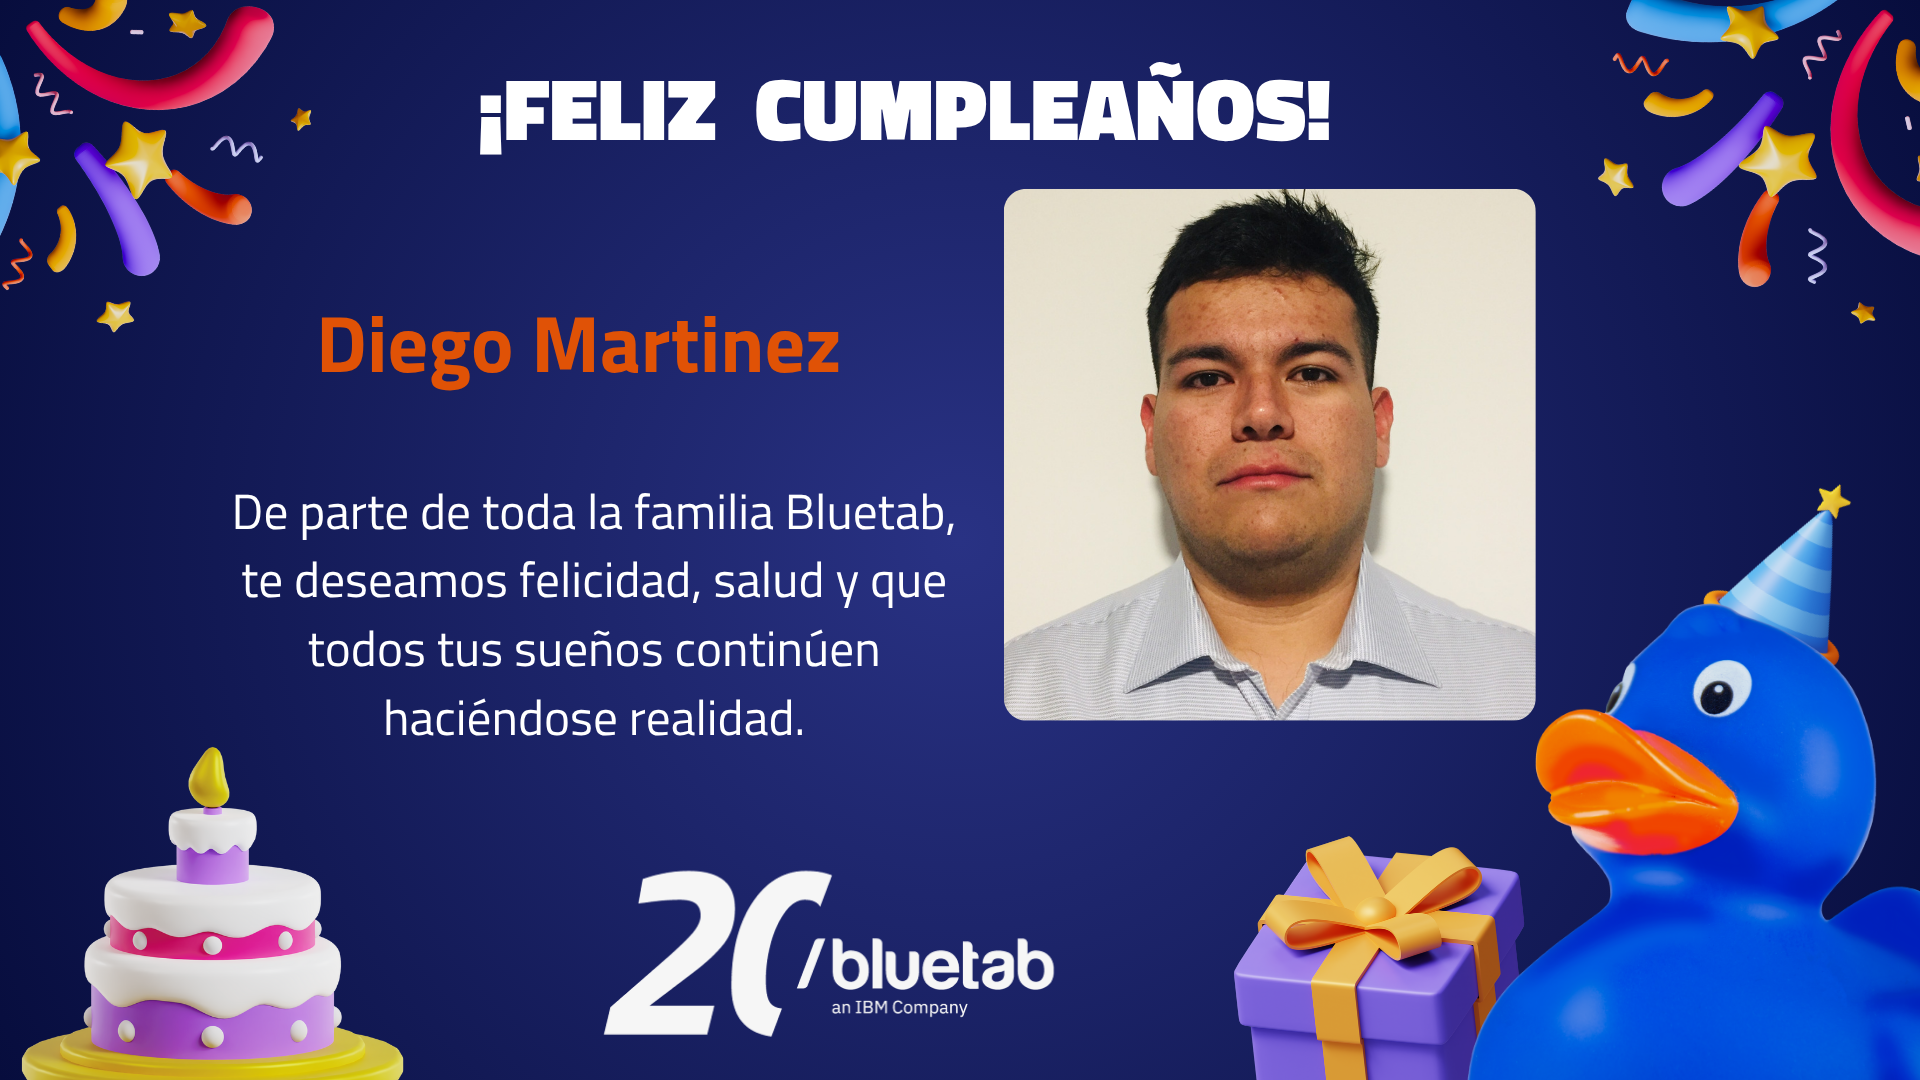 ¡FELIZ CUMPLEAÑOS!
Diego Martinez
De parte de toda la familia Bluetab,
te deseamos felicidad, salud y que
todos tus sueños continúen
haciéndose realidad.
20/bluetab
an IBM Company